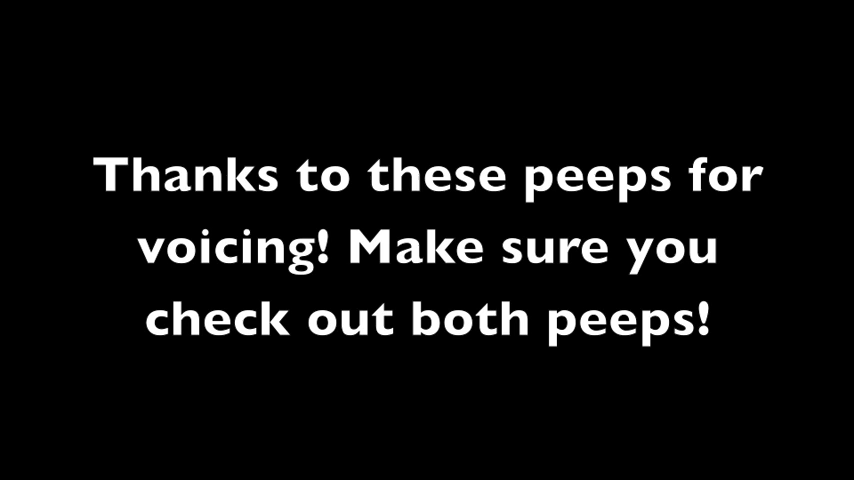 Thanks to these peeps for
voicing! Make sure you
check out both peeps!